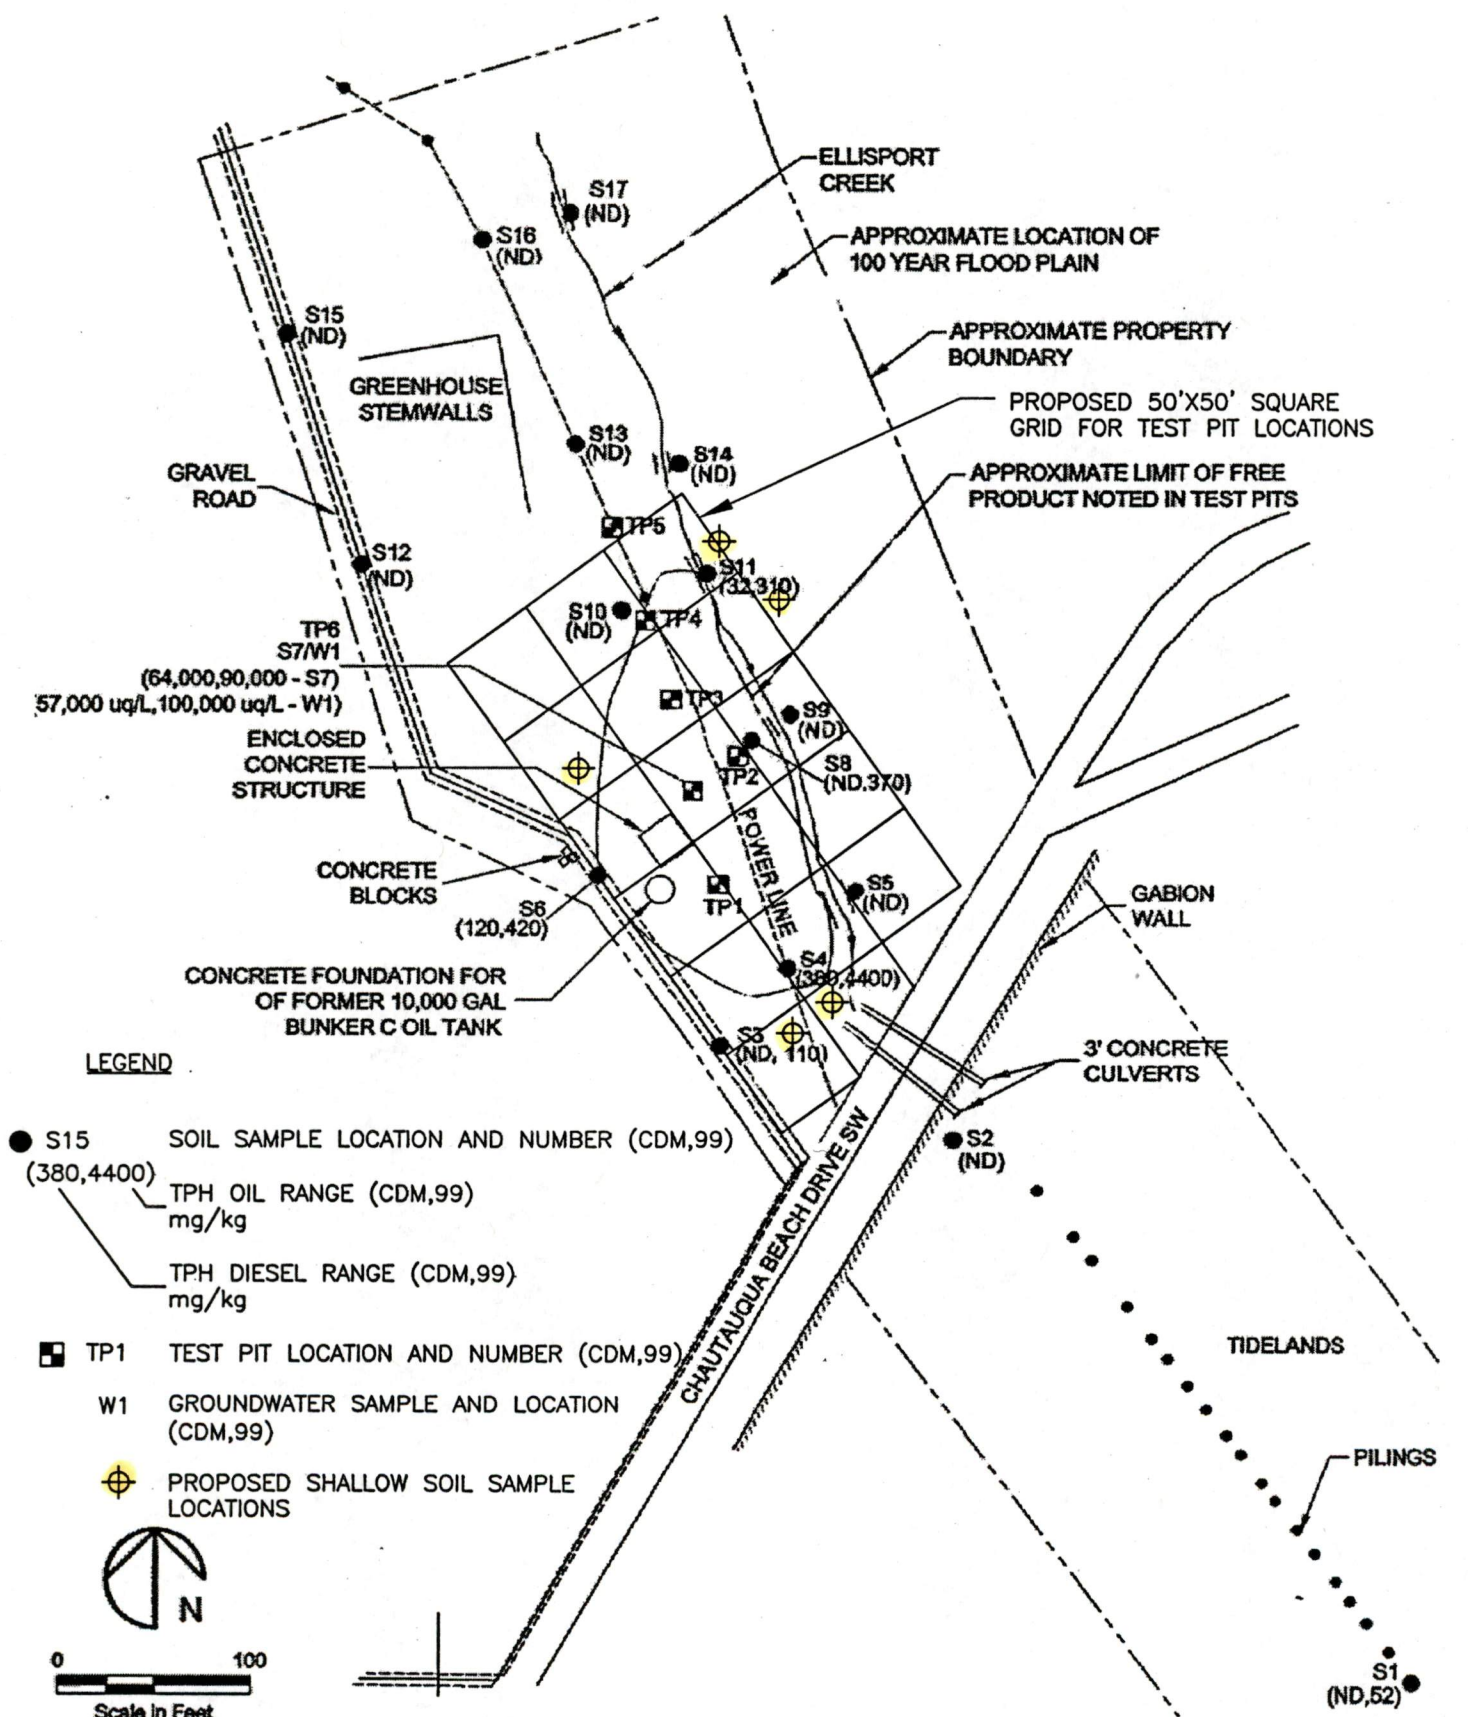 ELLISPORT
CREEK
S17
(ND)
S16
(ND)
APPROXIMATE LOCATION OF
100 YEAR FLOOD PLAIN
S15
(ND)
APPROXIMATE PROPERTY
BOUNDARY
GREENHOUSE
STEMWALLS
PROPOSED 50'X50' SQUARE
GRID FOR TEST PIT LOCATIONS
S13
(ND)
S14
(ND)
GRAVEL
ROAD
APPROXIMATE LIMIT OF FREE
PRODUCT NOTED IN TEST PITS
TP5
S12
(ND)
S11
(32,310)
S10
(ND)
TP4
TP6
S7/W1
(64,000,90,000 - S7)
57,000 uq/L,100,000 uq/L - W1)
TP3
S9
(ND)
ENCLOSED
CONCRETE
STRUCTURE
TP2
S8
(ND.370)
POWER LINE
CONCRETE
BLOCKS
S6
(120,420)
TP1
S5
(ND)
GABION
WALL
S4
(380,4400)
CONCRETE FOUNDATION FOR
OF FORMER 10,000 GAL
BUNKER C OIL TANK
S3
(ND, 110)
3' CONCRETE
CULVERTS
LEGEND
S15
(380,4400)
SOIL SAMPLE LOCATION AND NUMBER (CDM,99)
TPH OIL RANGE (CDM,99)
mg/kg
TPH DIESEL RANGE (CDM,99)
mg/kg
S2
(ND)
CHAUTAUQUA BEACH DRIVE SW
TP1 TEST PIT LOCATION AND NUMBER (CDM,99)
W1 GROUNDWATER SAMPLE AND LOCATION
(CDM,99)
PROPOSED SHALLOW SOIL SAMPLE
LOCATIONS
TIDELANDS
PILINGS
N
0 100
Scale in Feet
S1
(ND,52)